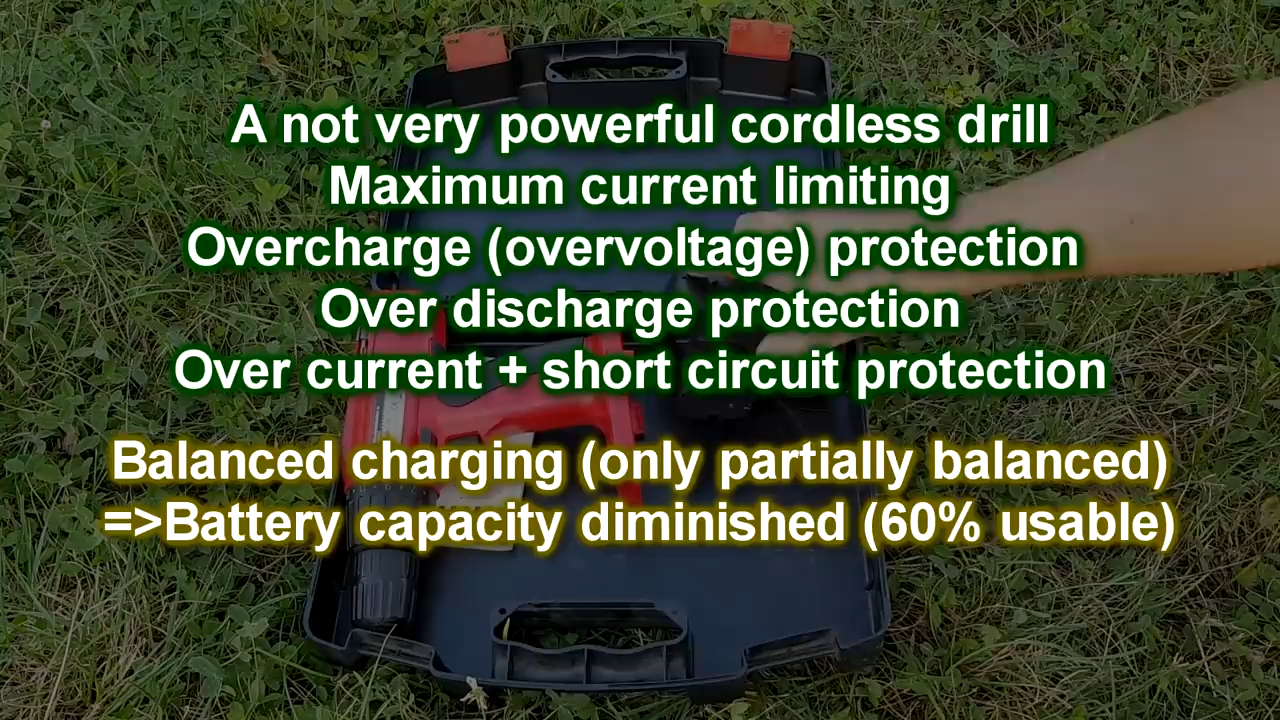 A not very powerful cordless drill
Maximum current limiting
Overcharge (overvoltage) protection
Over discharge protection
Over current + short circuit protection
Balanced charging (only partially balanced)
=>Battery capacity diminished (60% usable)